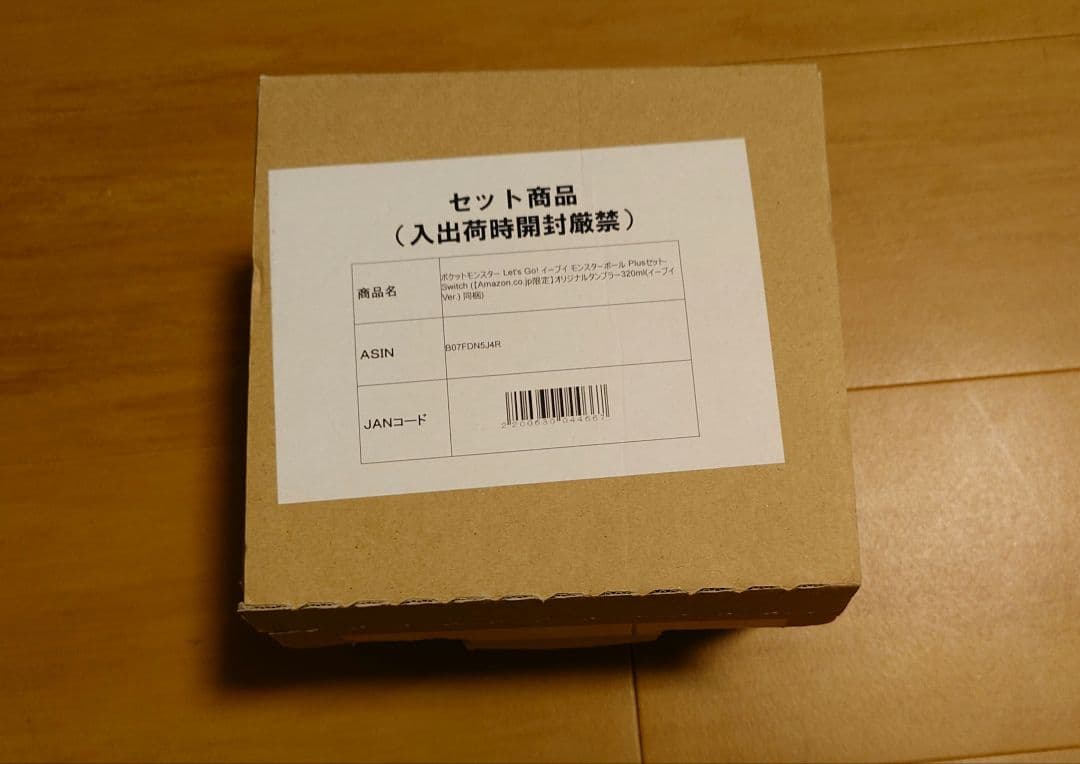 セット商品
（入出荷時開封厳禁）
商品名
ポケットモンスター Let's Go! イーブイ モンスターボール Plusセット-
Switch (【Amazon.co.jp限定】オリジナルタンブラー320ml(イーブイ
Ver.) 同梱)
ASIN
B07FDN5J4R
JANコード
2 200630 044667